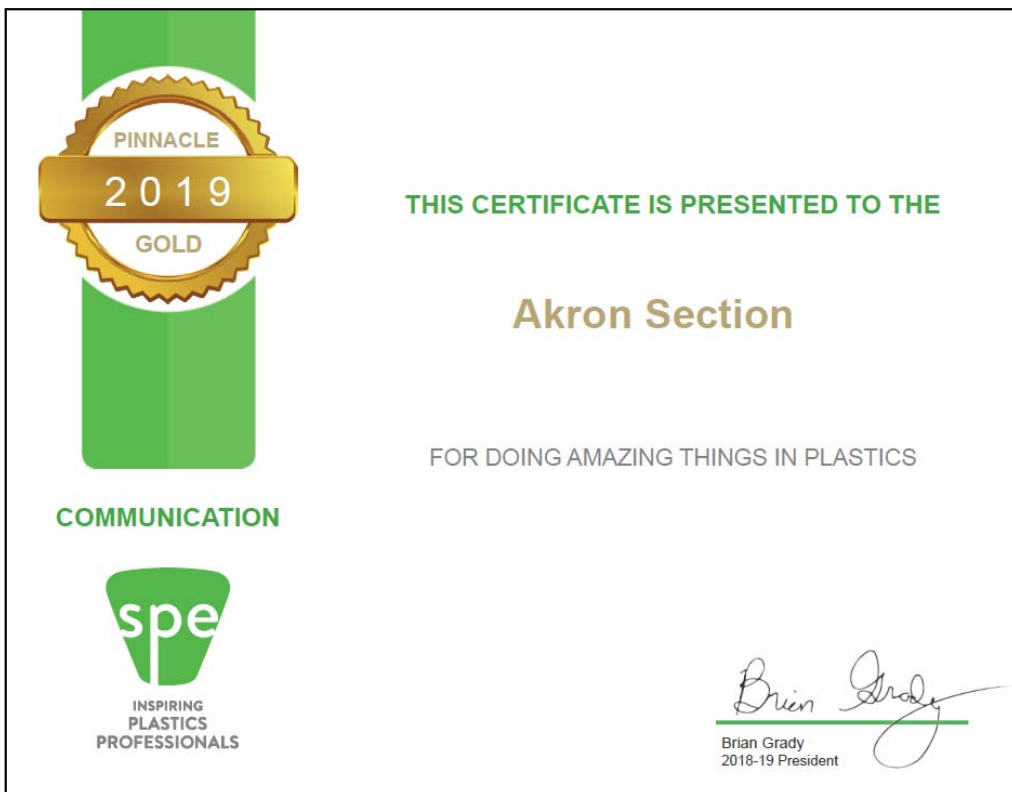 PINNACLE
2019
GOLD
THIS CERTIFICATE IS PRESENTED TO THE
Akron Section
FOR DOING AMAZING THINGS IN PLASTICS
COMMUNICATION
spe
INSPIRING
PLASTICS
PROFESSIONALS
Brian Grady
Brian Grady
2018-19 President